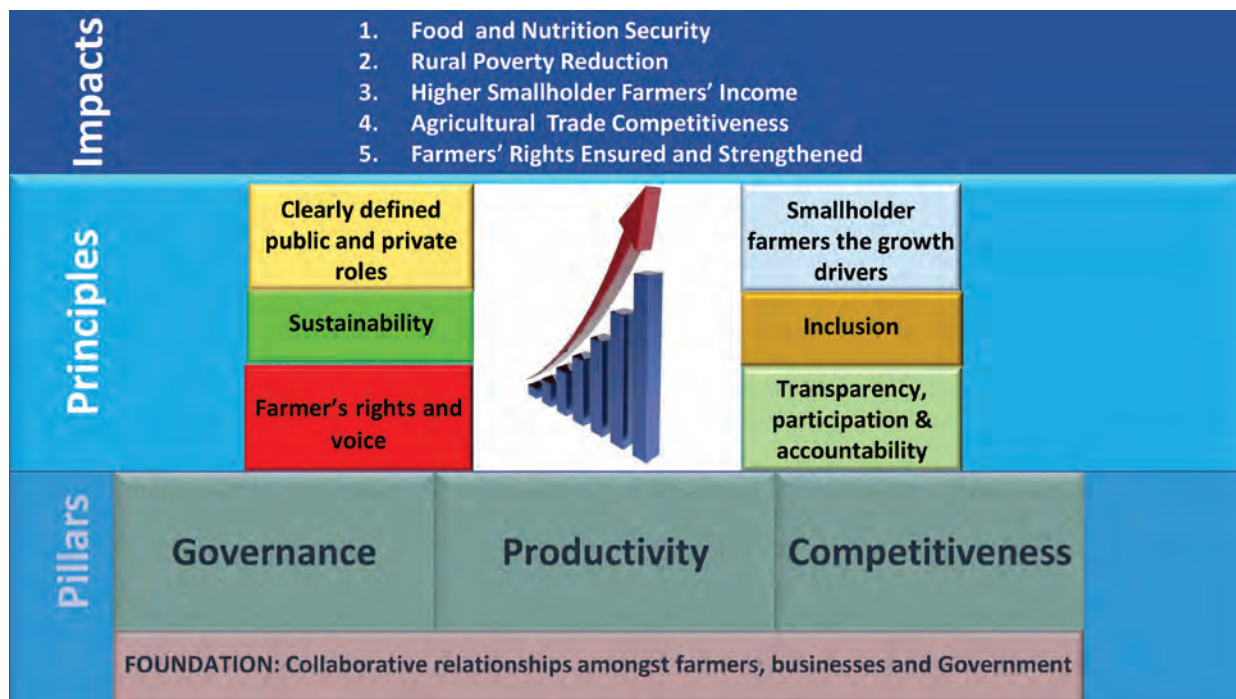 Impacts
1. Food and Nutrition Security
2. Rural Poverty Reduction
3. Higher Smallholder Farmers’ Income
4. Agricultural Trade Competitiveness
5. Farmers’ Rights Ensured and Strengthened
Principles
Clearly defined
public and private
roles
Sustainability
Farmer’s rights and
voice
Smallholder
farmers the growth
drivers
Inclusion
Transparency,
participation &
accountability
Pillars
Governance
Productivity
Competitiveness
FOUNDATION: Collaborative relationships amongst farmers, businesses and Government